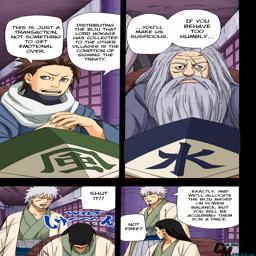 THIS IS JUST A
TRANSACTION,
NOT SOMETHING
TO GET
EMOTIONAL
OVER.
DISTRIBUTING
THE BIJU THAT
LORD HOKAGE
HAS COLLECTED
TO THE OTHER
VILLAGES IS THE
CONDITION OF
SIGNING THE
TREATY.
IF YOU
BEHAVE
TOO
HUMBLY...
...YOU'LL
MAKE US
SUSPICIOUS.
風
水
SHUT
IT!!
EXACTLY. AND
WE'LL ALLOCATE
THE BIJU BASED
ON POWER
BALANCE, BUT
YOU WILL BE
ACQUIRING THEM
FOR A PRICE.
NOT
FREE?